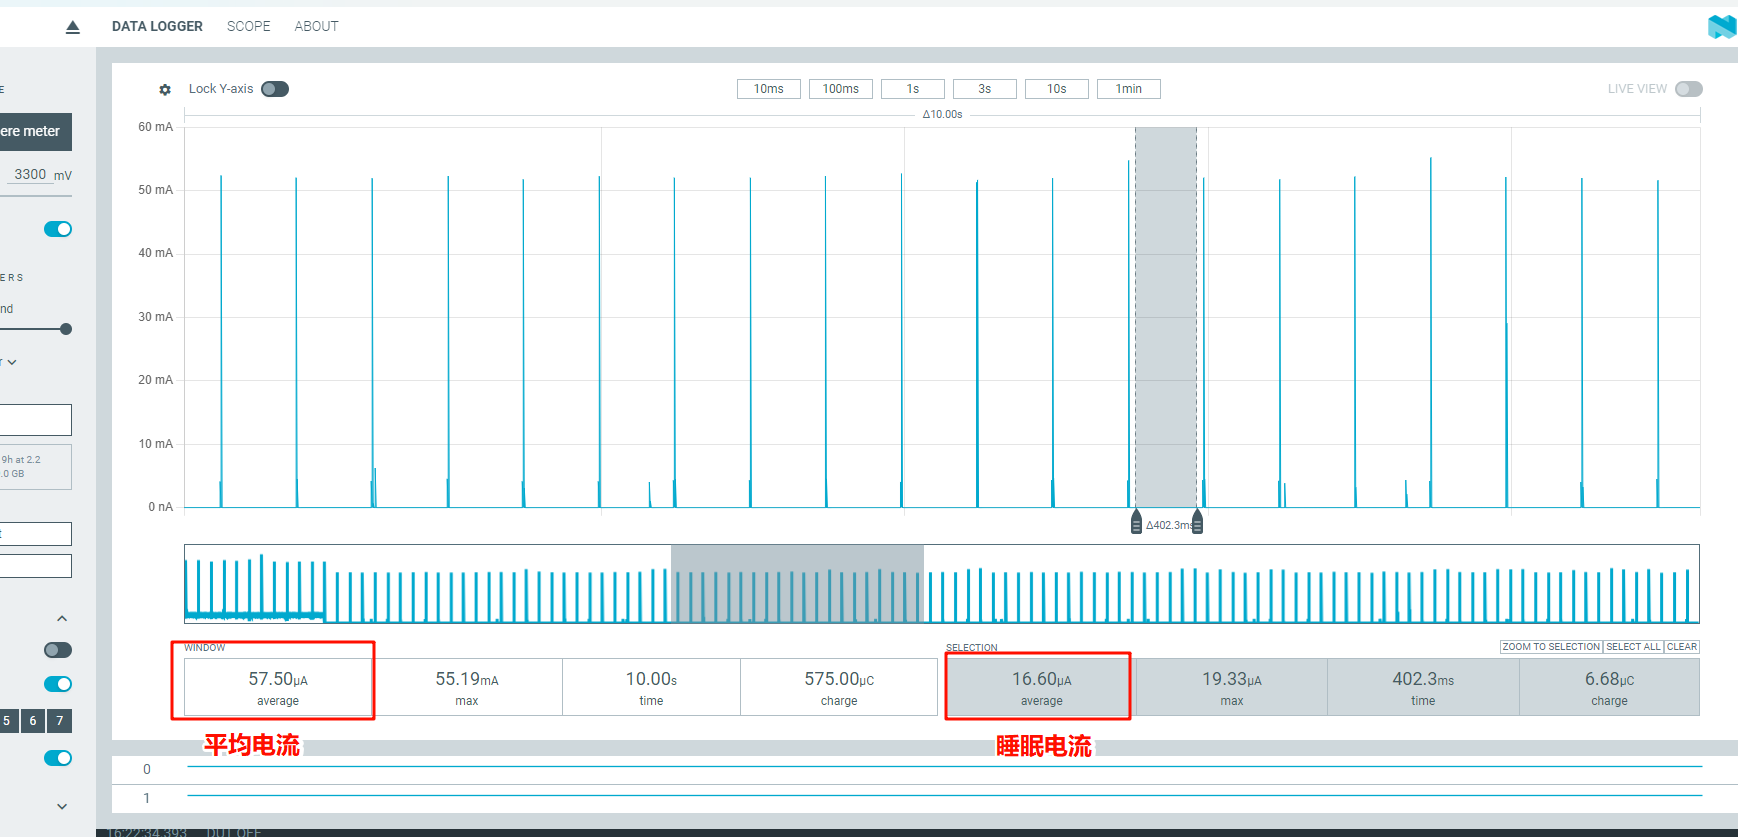 DATA LOGGER SCOPE ABOUT
E
ere meter
3300 mV
ERS
nd
r
9h at 2.2
.0 GB
t
5 6 7
Lock Y-axis
10ms 100ms 1s 3s 10s 1min
LIVE VIEW
Δ10.00s
60 mA
50 mA
40 mA
30 mA
20 mA
10 mA
0 nA
Δ402.3ms
WINDOW
57.50μA
average
55.19mA
max
10.00s
time
575.00μC
charge
SELECTION
ZOOM TO SELECTION SELECT ALL CLEAR
16.60μA
average
19.33μA
max
402.3ms
time
6.68μC
charge
平均电流
睡眠电流
0
1
16:22:34.393 DUT OFF